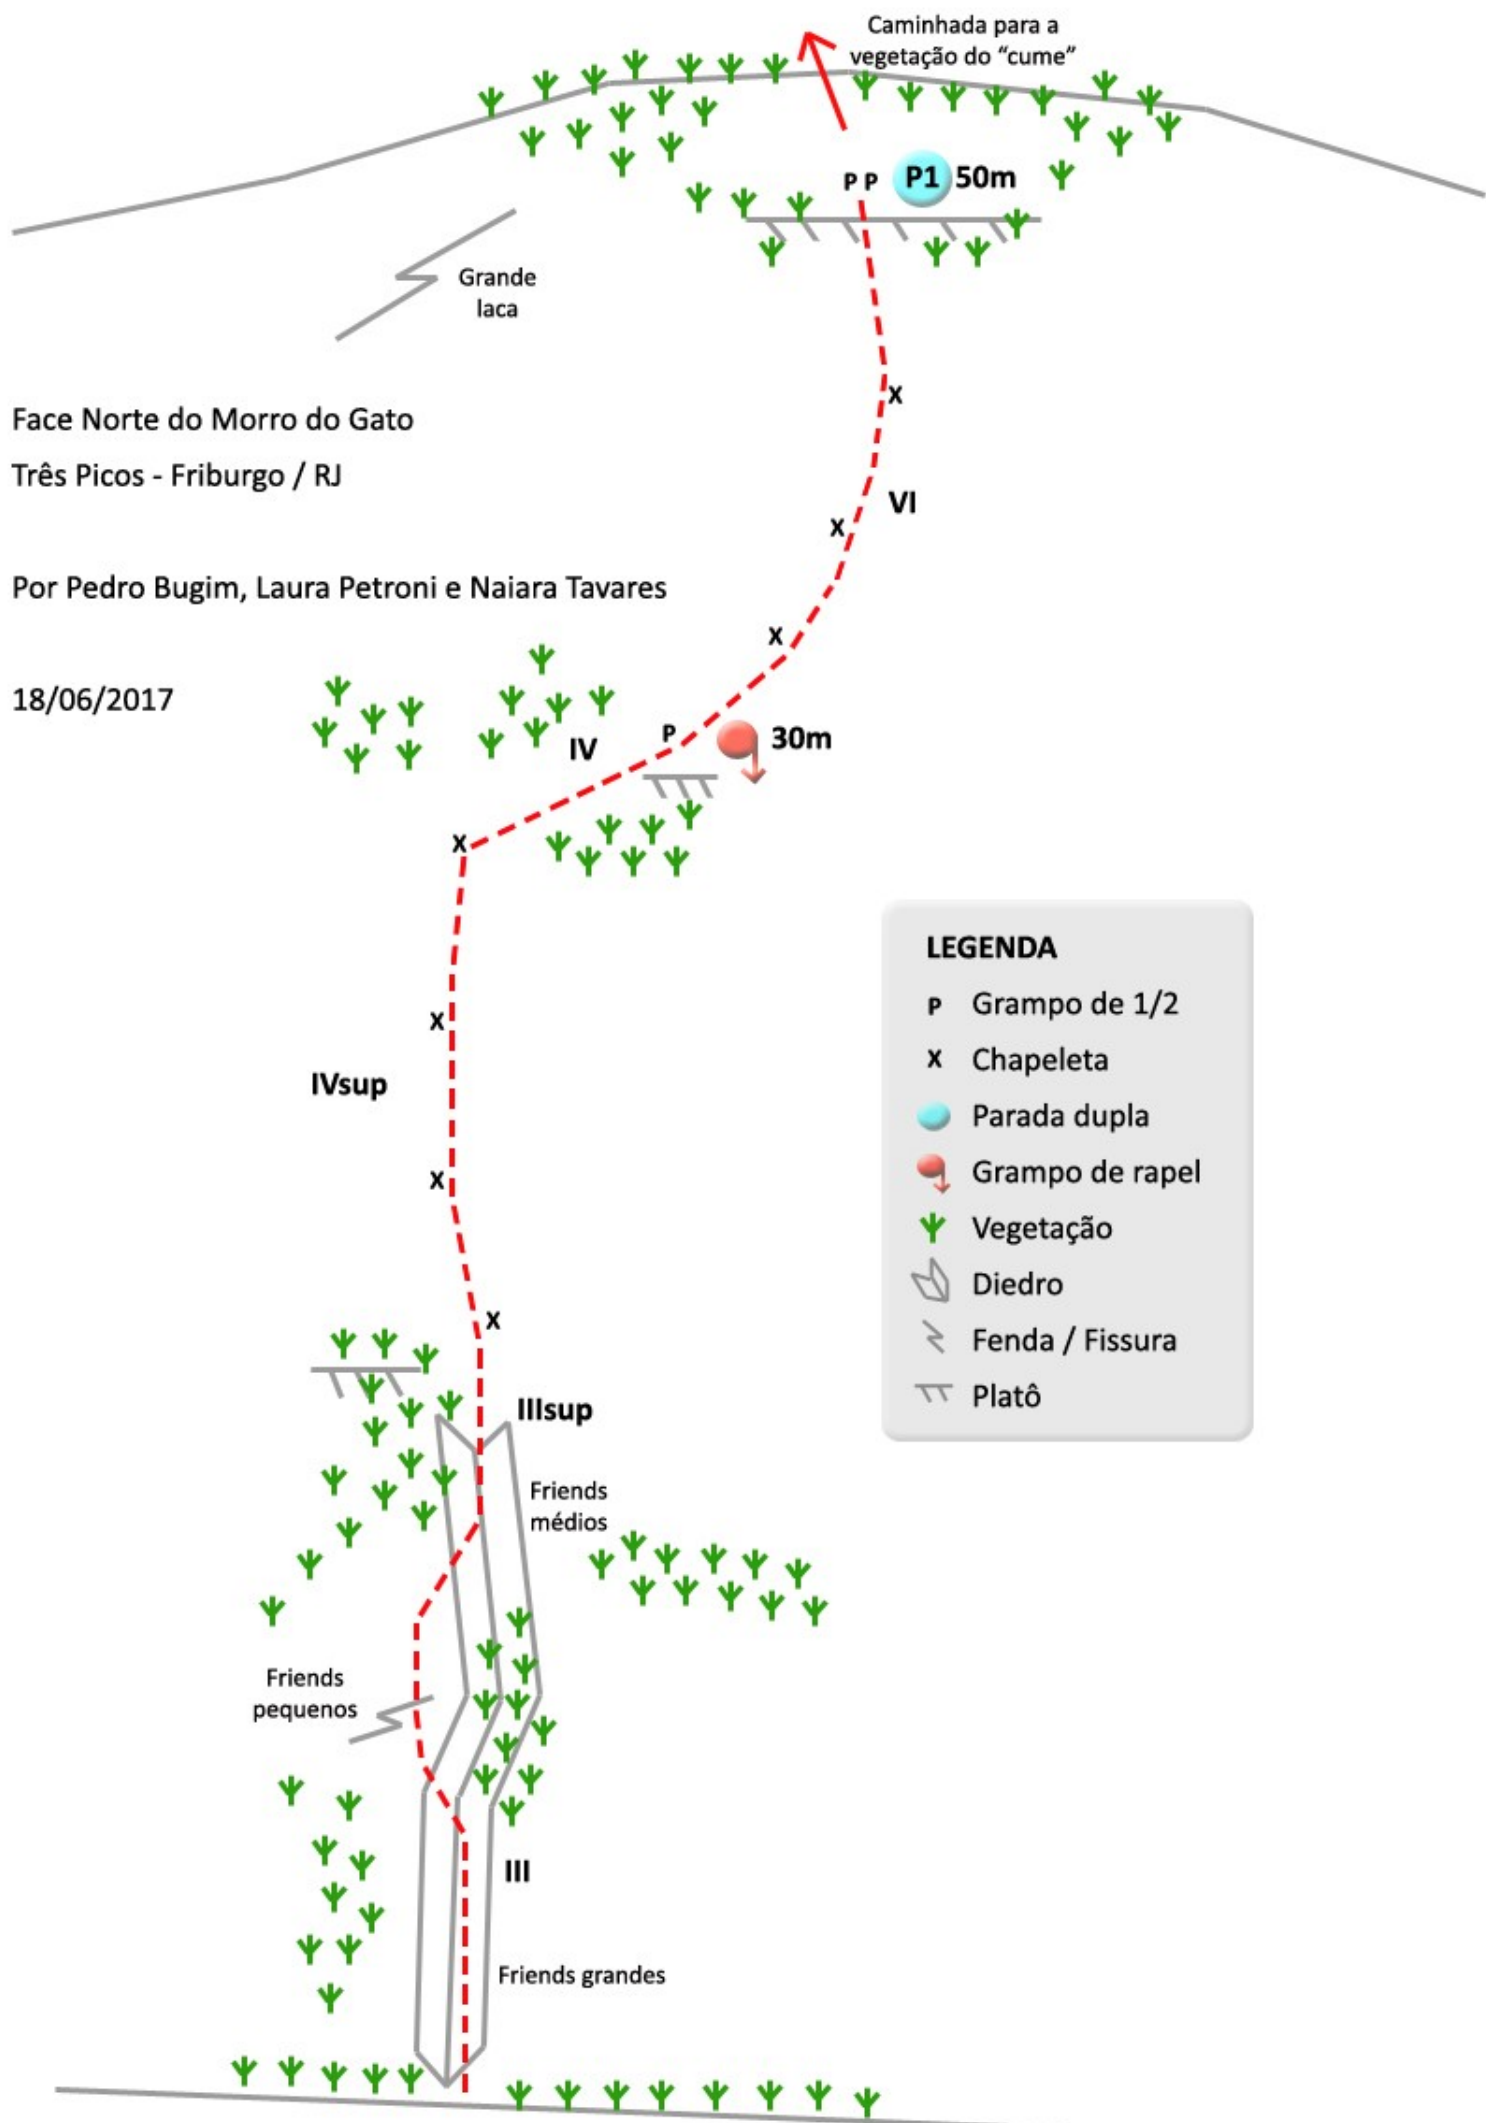 Caminhada para a
vegetação do “cume”
P P P1 50m
Grande
laca
X
Face Norte do Morro do Gato
Três Picos - Friburgo / RJ
VI
X
Por Pedro Bugim, Laura Petroni e Naiara Tavares
X
18/06/2017
P 30m
IV
X
LEGENDA
P Grampo de 1/2
X Chapeleta
Parada dupla
Grampo de rapel
Vegetação
Diedro
Fenda / Fissura
Platô
X
IVsup
X
X
IIIsup
Friends
médios
Friends
pequenos
III
Friends grandes